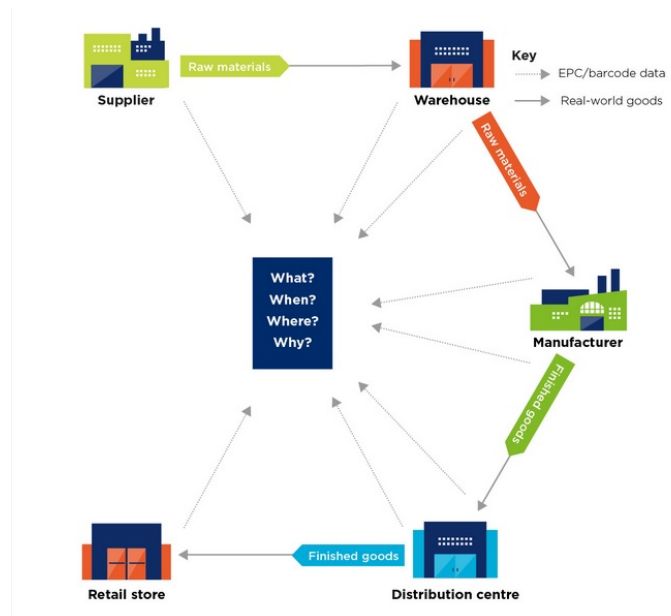 Raw materials
Supplier
Warehouse
Key
EPC/barcode data
Real-world goods
Raw materials
What?
When?
Where?
Why?
Manufacturer
Finished goods
Finished goods
Retail store
Distribution centre